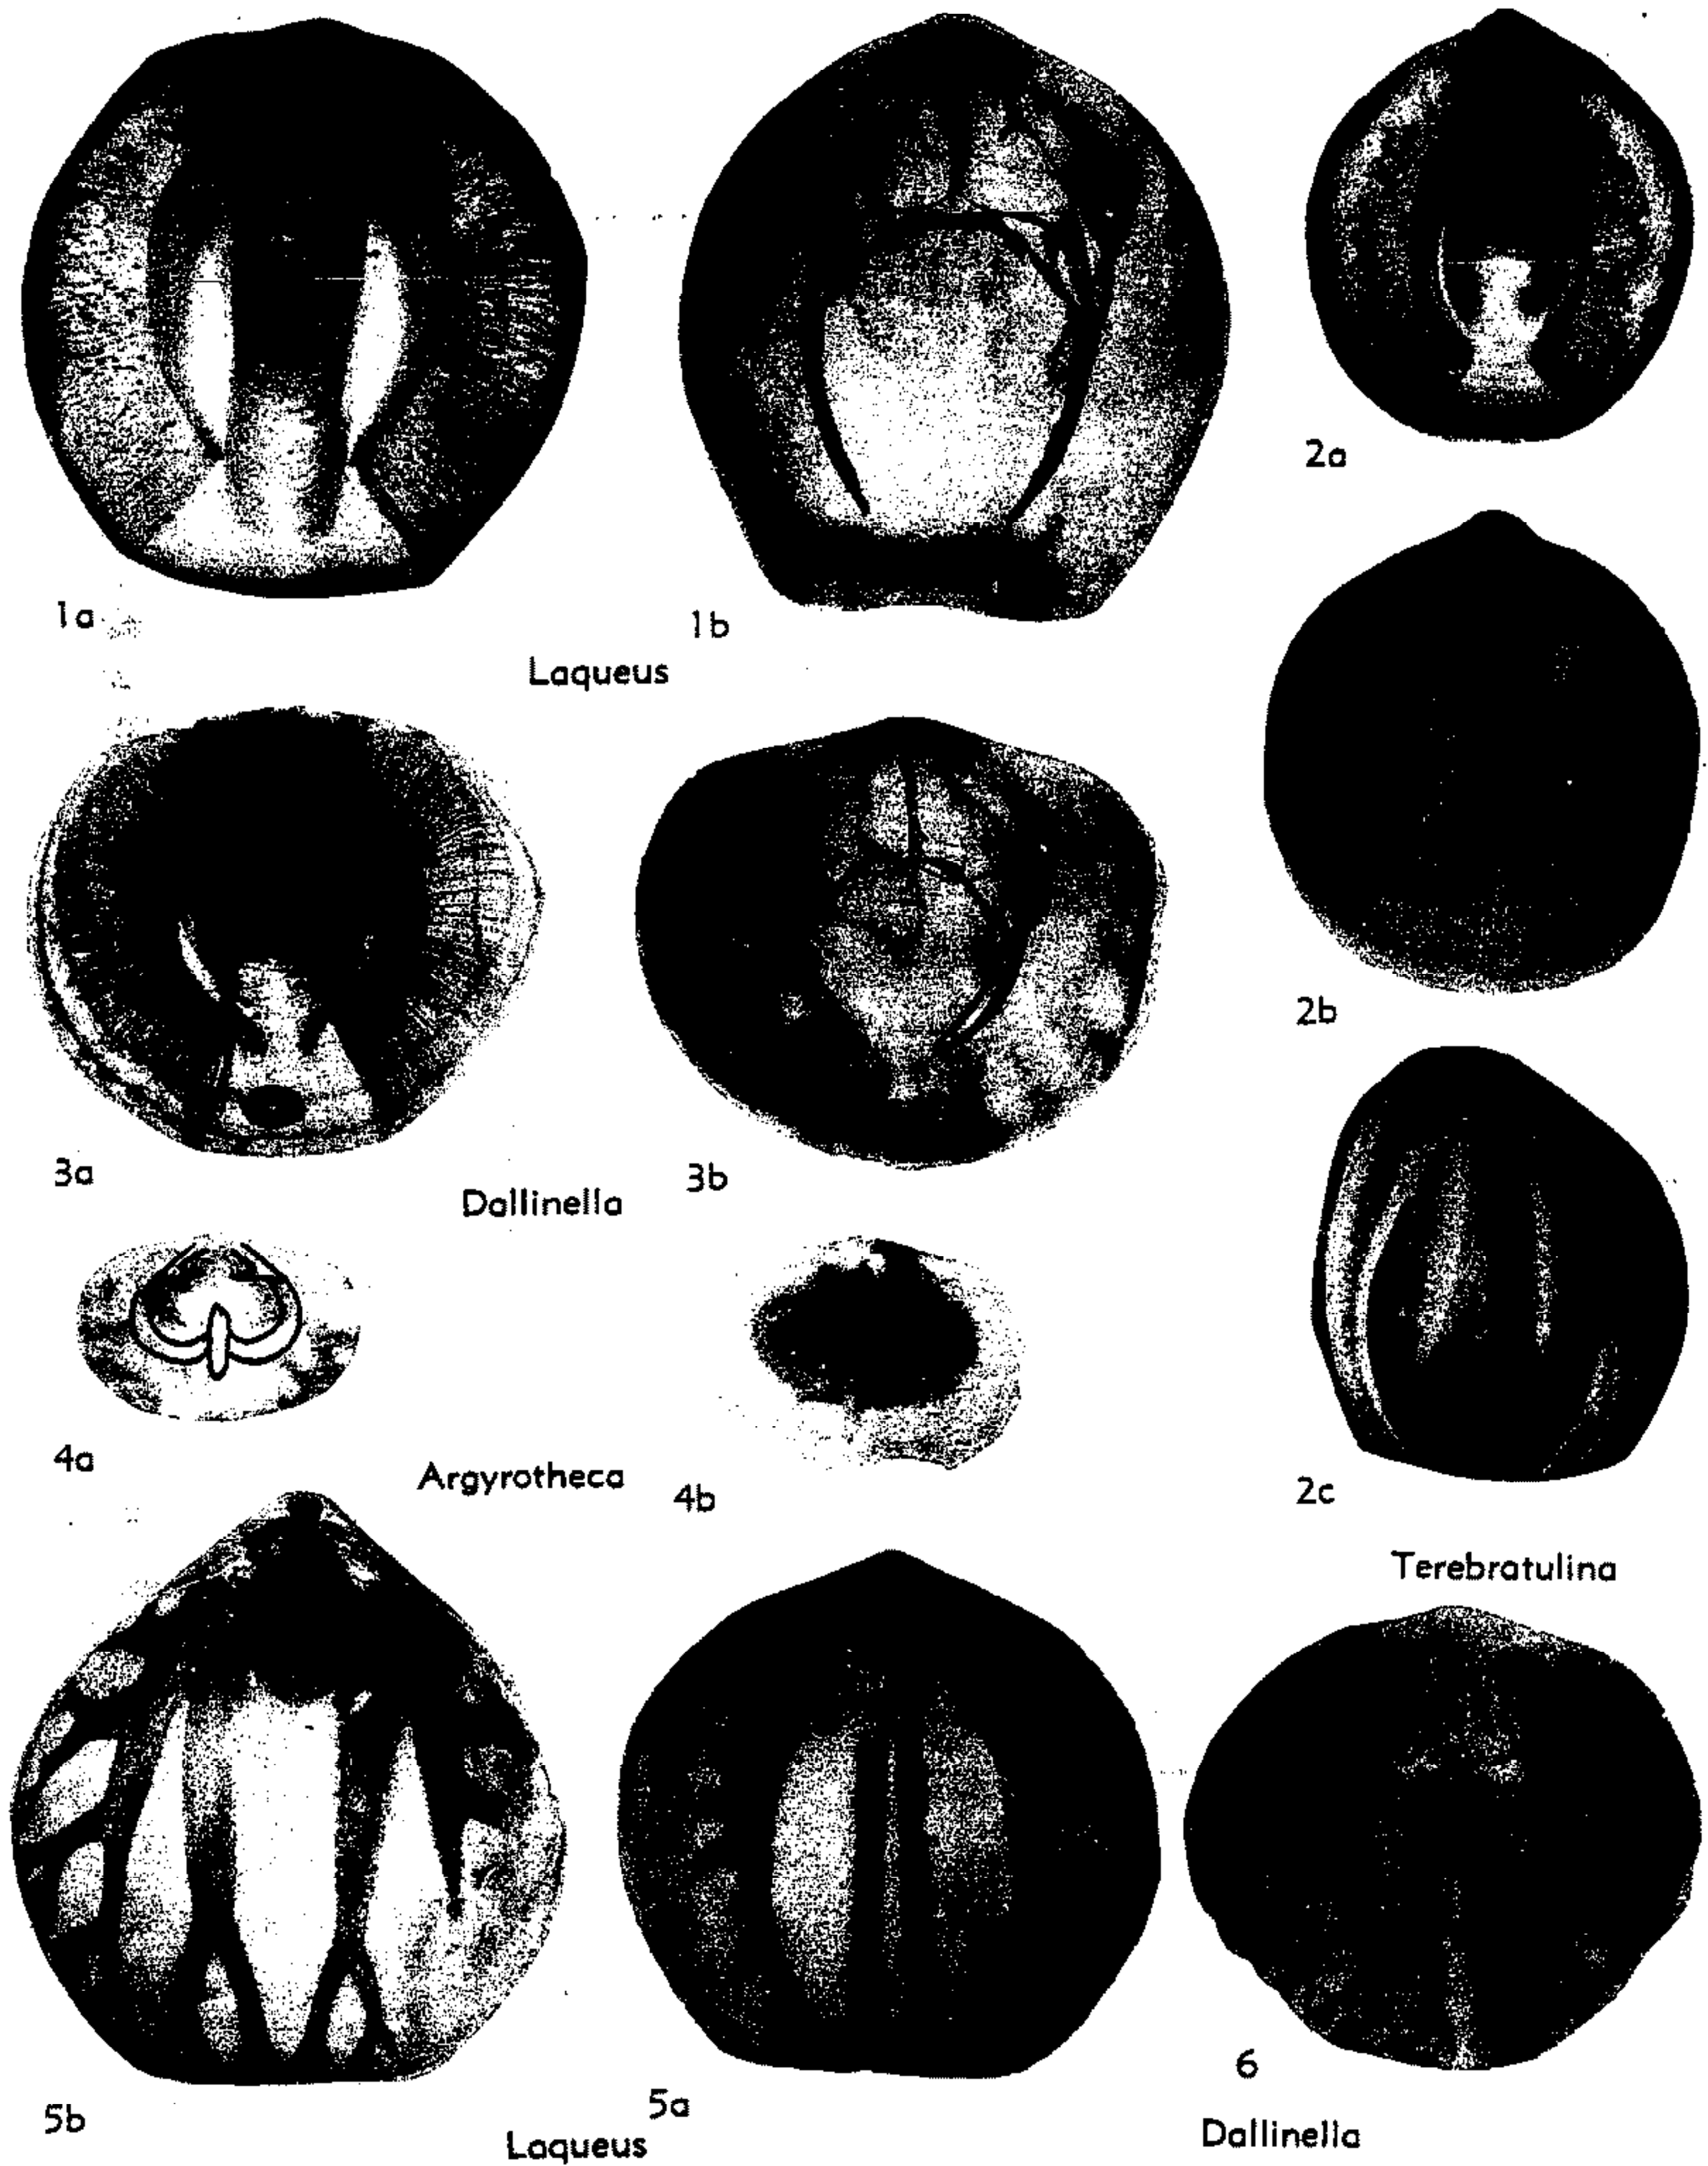 1a
1b
2a
Laqueus
2b
3a
3b
Dallinella
4a
Argyrotheca
4b
2c
Terebratulina
5b
5a
6
Laqueus
Dallinella